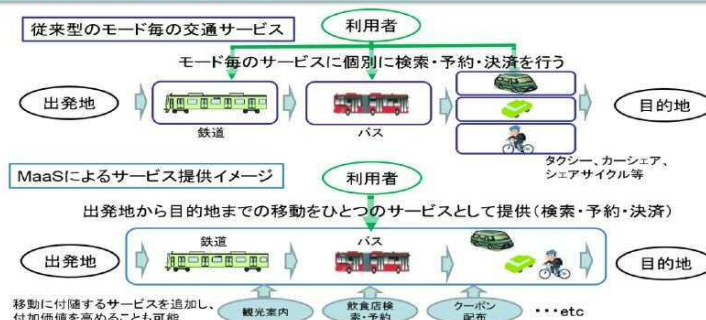 従来型のモード毎の交通サービス
利用者
モード毎のサービスに個別に検索・予約・決済を行う
出発地
鉄道
バス
タクシー、カーシェア、
シェアサイクル等
目的地
MaaSによるサービス提供イメージ
利用者
出発地から目的地までの移動をひとつのサービスとして提供(検索・予約・決済)
出発地
鉄道
バス
目的地
移動に付随するサービスを追加し、
付加価値を高めることも可能
観光案内
飲食店検
索・予約
クーポン
配布
・・・etc